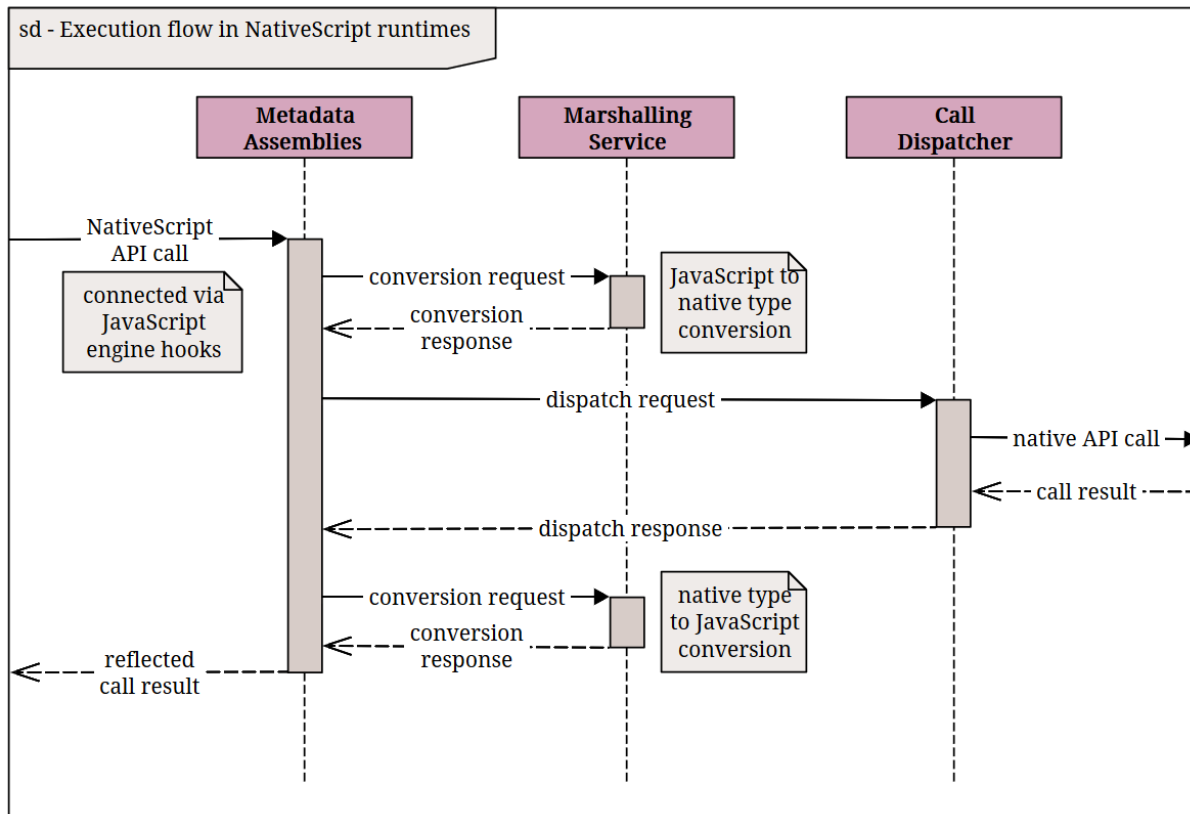 sd - Execution flow in NativeScript runtimes
Metadata
Assemblies
Marshalling
Service
Call
Dispatcher
NativeScript
API call
connected via
JavaScript
engine hooks
conversion request
JavaScript to
native type
conversion
conversion
response
dispatch request
native API call
call result
dispatch response
conversion request
native type
to JavaScript
conversion
conversion
response
reflected
call result